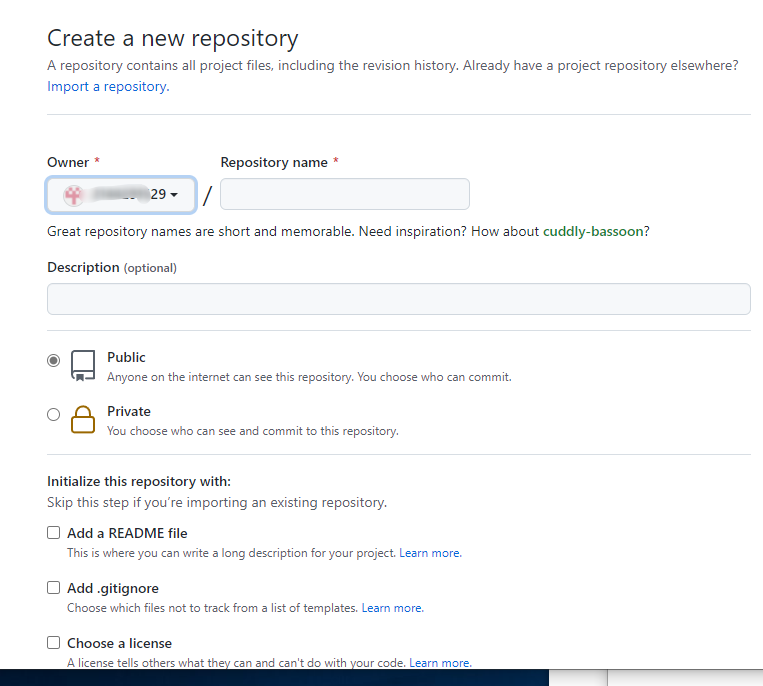 Create a new repository
A repository contains all project files, including the revision history. Already have a project repository elsewhere?
Import a repository.
Owner * Repository name *
29 /
Great repository names are short and memorable. Need inspiration? How about cuddly-bassoon?
Description (optional)
Public
Anyone on the internet can see this repository. You choose who can commit.
Private
You choose who can see and commit to this repository.
Initialize this repository with:
Skip this step if you're importing an existing repository.
Add a README file
This is where you can write a long description for your project. Learn more.
Add .gitignore
Choose which files not to track from a list of templates. Learn more.
Choose a license
A license tells others what they can and can't do with your code. Learn more.